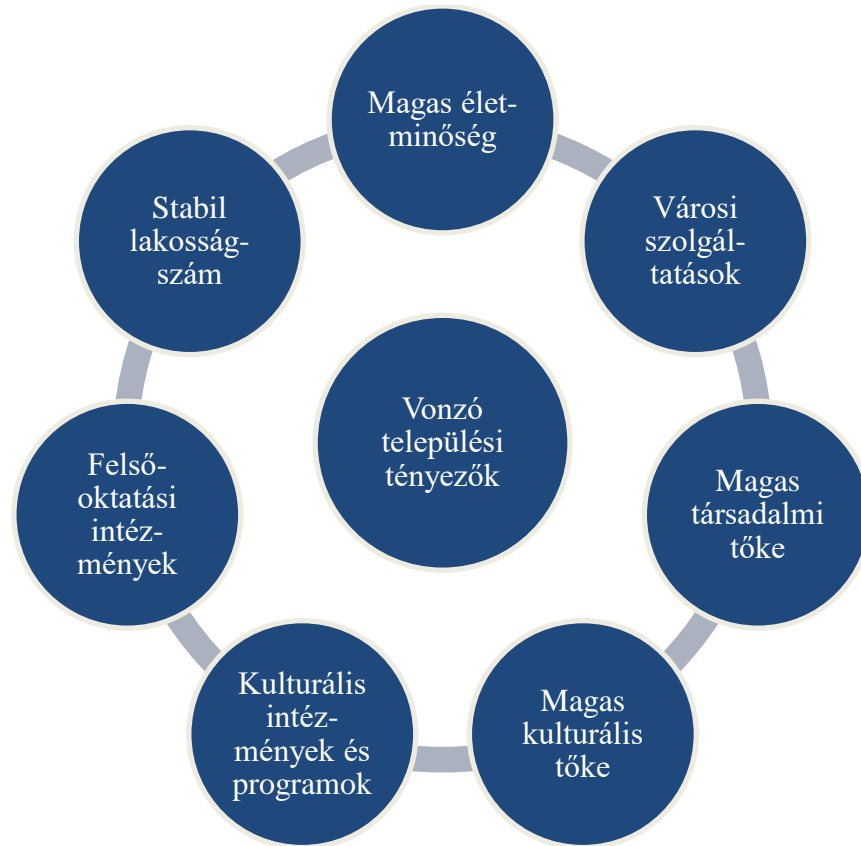 Magas élet-
minőség
Városi
szolgál-
tatások
Magas
társadalmi
tőke
Magas
kulturális
tőke
Kulturális
intéz-
mények és
programok
Felső-
oktatási
intéz-
mények
Stabil
lakosság-
szám
Vonzó
települési
tényezők